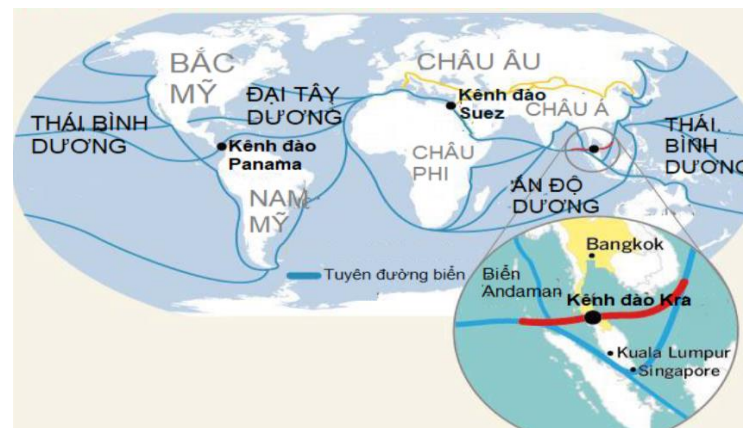 BẮC
MỸ
CHÂU ÂU
ĐẠI TÂY
DƯƠNG
Kênh đào
Suez
CHÂU Á
THÁI BÌNH
DƯƠNG
THÁI
BÌNH
DƯƠNG
Kênh đào
Panama
CHÂU
PHI
ẤN ĐỘ
DƯƠNG
NAM
MỸ
Tuyên đường biển
Bangkok
Biển
Andaman
Kênh đào Kra
Kuala Lumpur
Singapore